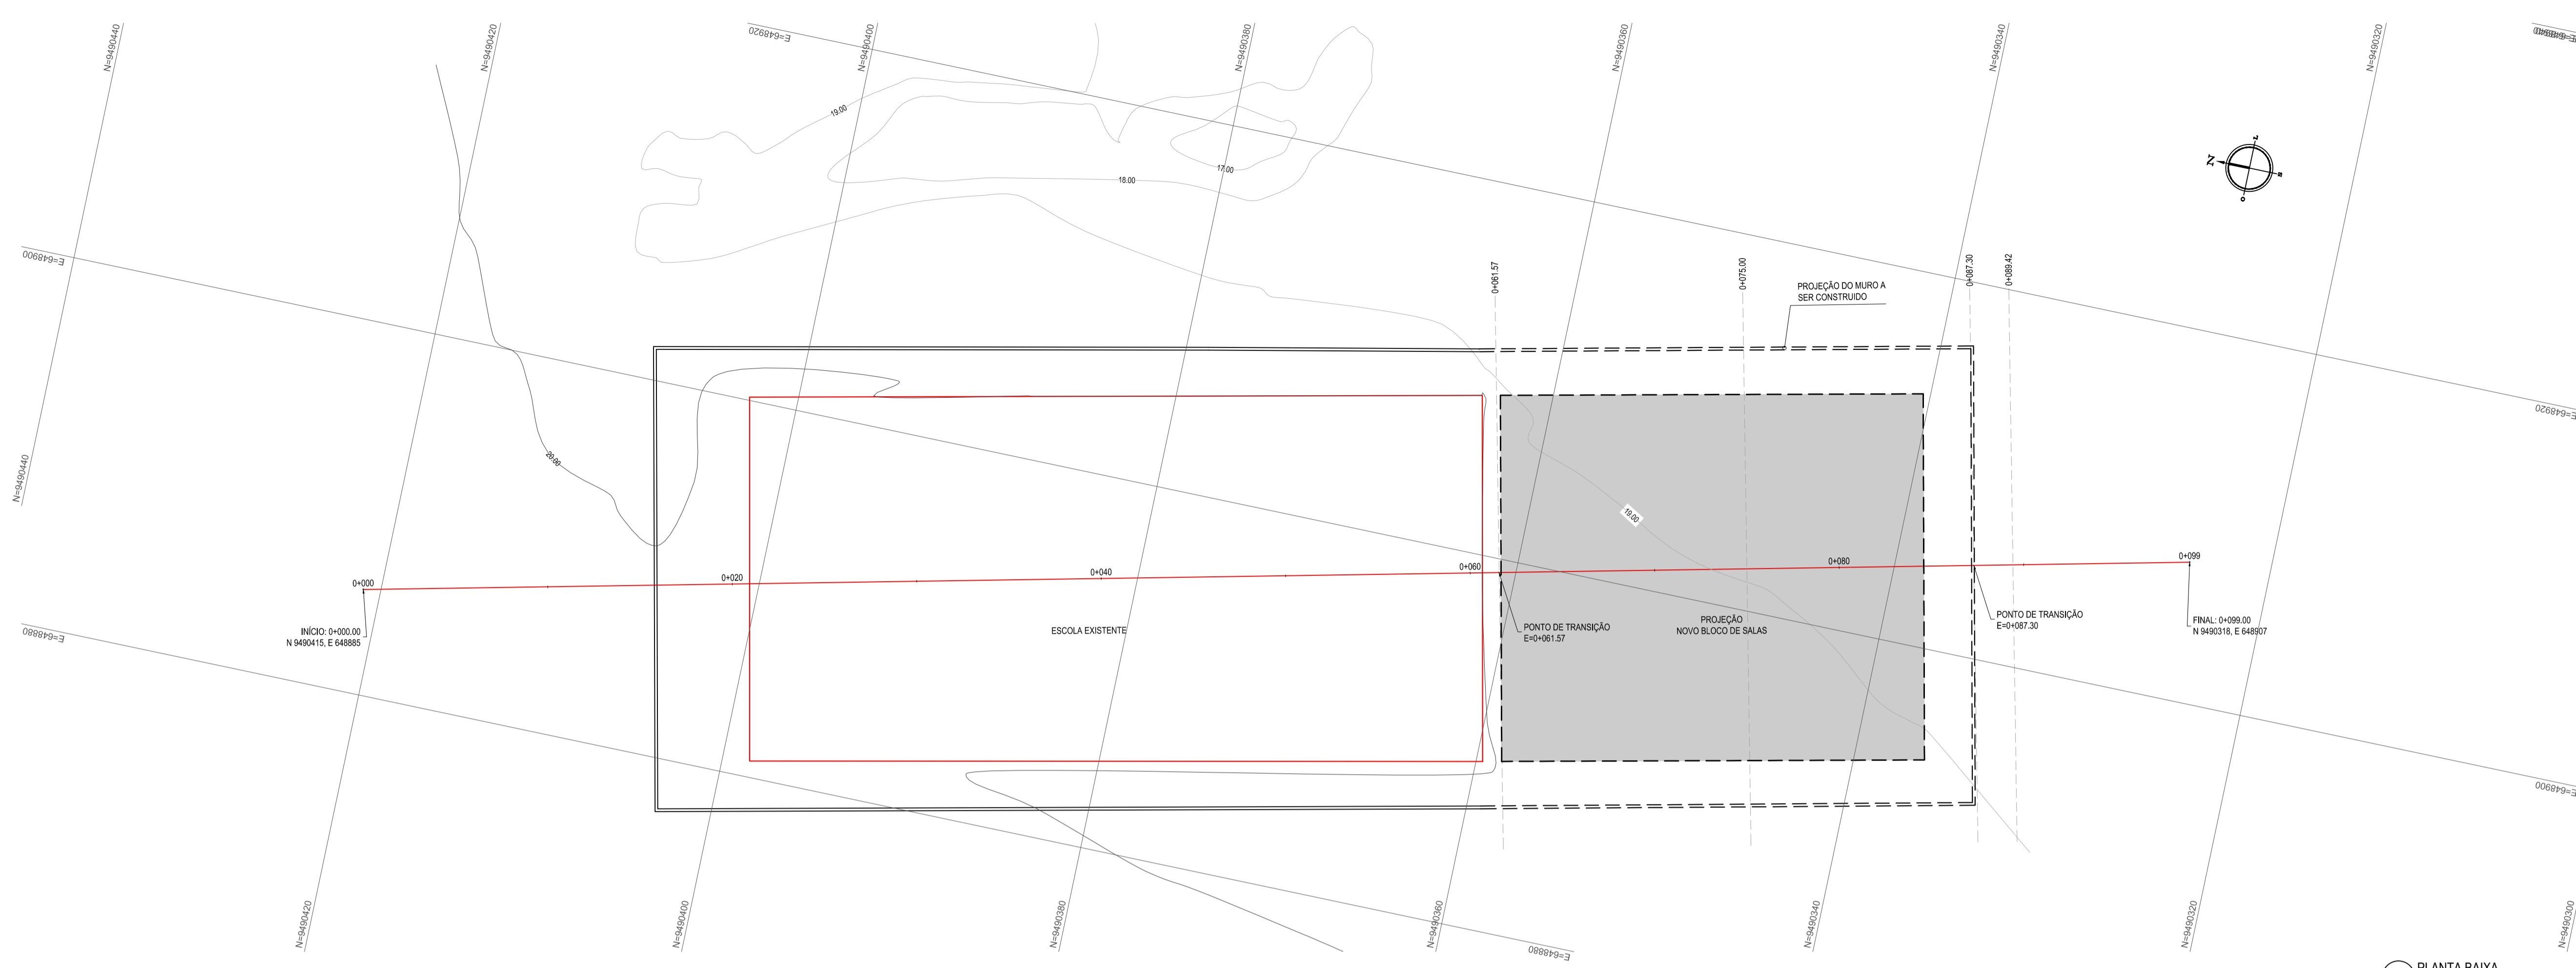 N=9490440
N=9490420
E=648920
N=9490400
N=9490380
N=9490360
N=9490340
N=9490320
19.00
17.00
18.00
N
L
O
E=648900
0+061.57
0+075.00
0+087.30
0+089.42
PROJEÇÃO DO MURO A
SER CONSTRUIDO
E=648920
N=9490440
20.00
19.00
0+000
0+020
0+040
0+060
0+080
0+099
INÍCIO: 0+000.00
N 9490415, E 648885
ESCOLA EXISTENTE
PONTO DE TRANSIÇÃO
E=0+061.57
PROJEÇÃO
NOVO BLOCO DE SALAS
PONTO DE TRANSIÇÃO
E=0+087.30
FINAL: 0+099.00
N 9490318, E 648907
E=648880
E=648900
N=9490420
N=9490400
N=9490380
N=9490360
E=648880
N=9490340
N=9490320
N=9490300
PLANTA BAIXA